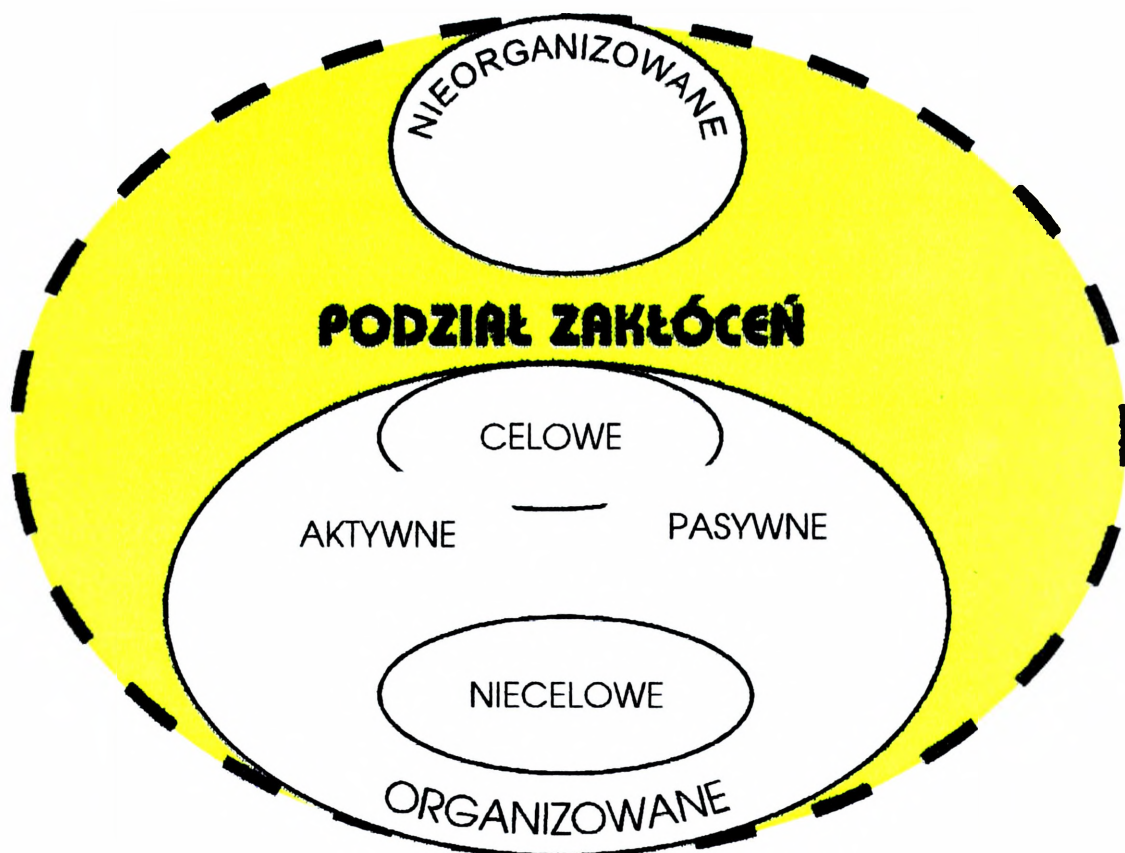 NIEORGANIZOWANE
PODZIAŁ ZAKŁÓCEŃ
CELOWE
AKTYWNE
PASYWNE
NIECELOWE
ORGANIZOWANE